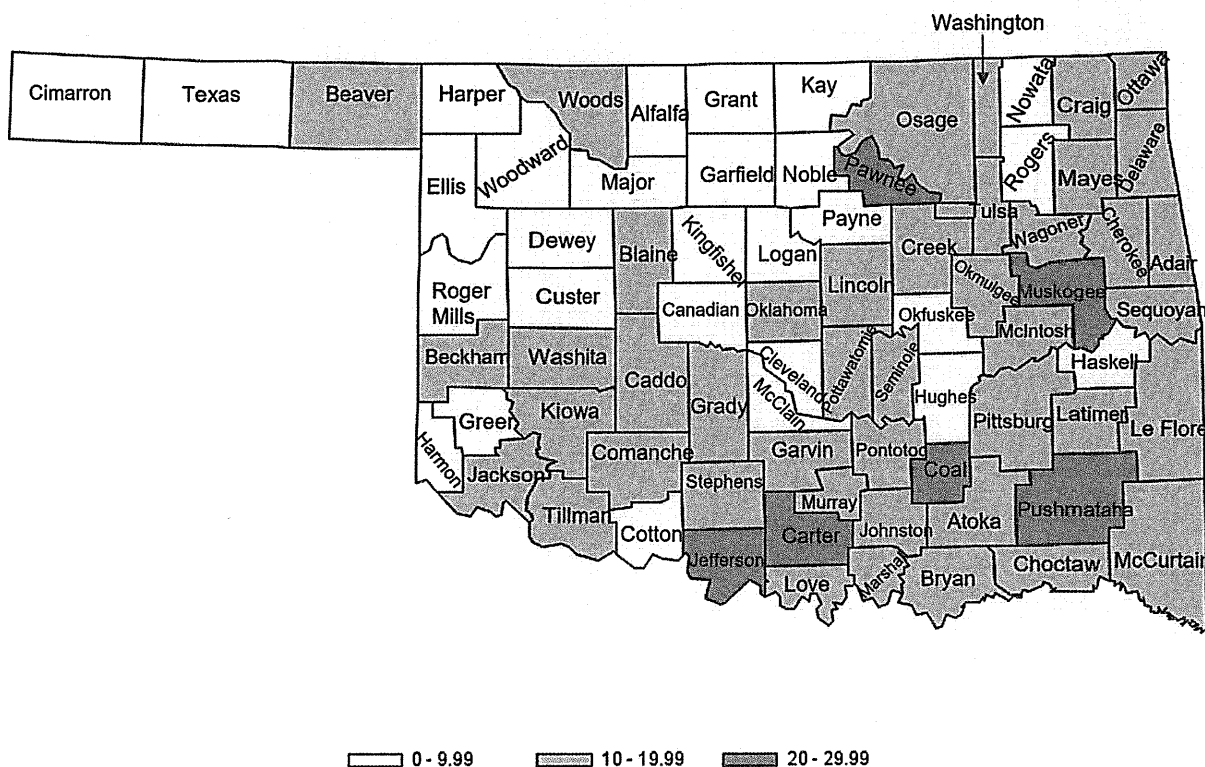 Washington
Cimarron
Texas
Beaver
Harper
Woods
Alfalfa
Grant
Kay
Osage
Nowata
Craig
Ottawa
Ellis
Woodward
Major
Garfield
Noble
Pawnee
Rogers
Mayes
Delaware
Dewey
Blaine
Kingfisher
Logan
Payne
Creek
Tulsa
Wagoner
Cherokee
Adair
Roger
Mills
Custer
Canadian
Oklahoma
Lincoln
Okfuskee
Okmulgee
Muskogee
Sequoyah
McIntosh
Beckham
Washita
Caddo
Grady
Cleveland
McClain
Pottawatomie
Seminole
Hughes
Haskell
Pittsburg
Latimer
Le Flore
Greer
Kiowa
Harmon
Jackson
Comanche
Stephens
Garvin
Pontotoc
Coal
Murray
Tillman
Cotton
Jefferson
Carter
Johnston
Atoka
Pushmataha
Love
Marshal
Bryan
Choctaw
McCurtain
0 - 9.99
10 - 19.99
20 - 29.99